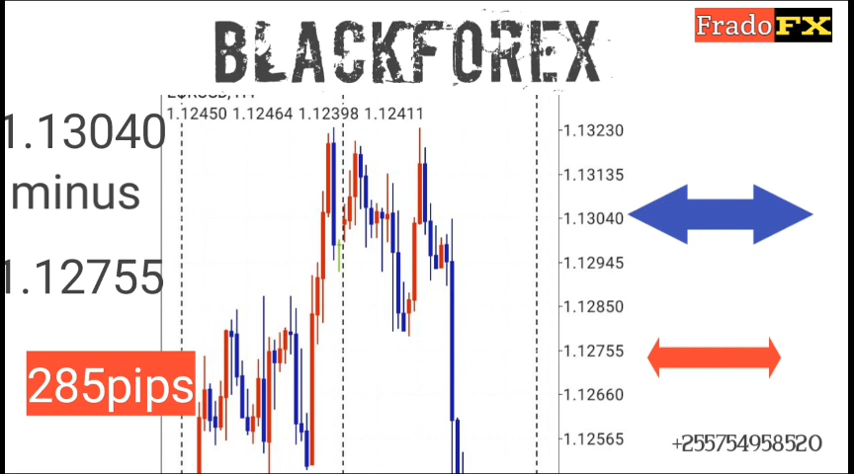 BLACKFOREX
FradoFX
1.12450 1.12464 1.12398 1.12411
1.13040
minus
1.12755
285pips
1.13230
1.13135
1.13040
1.12945
1.12850
1.12755
1.12660
1.12565
+255754958520